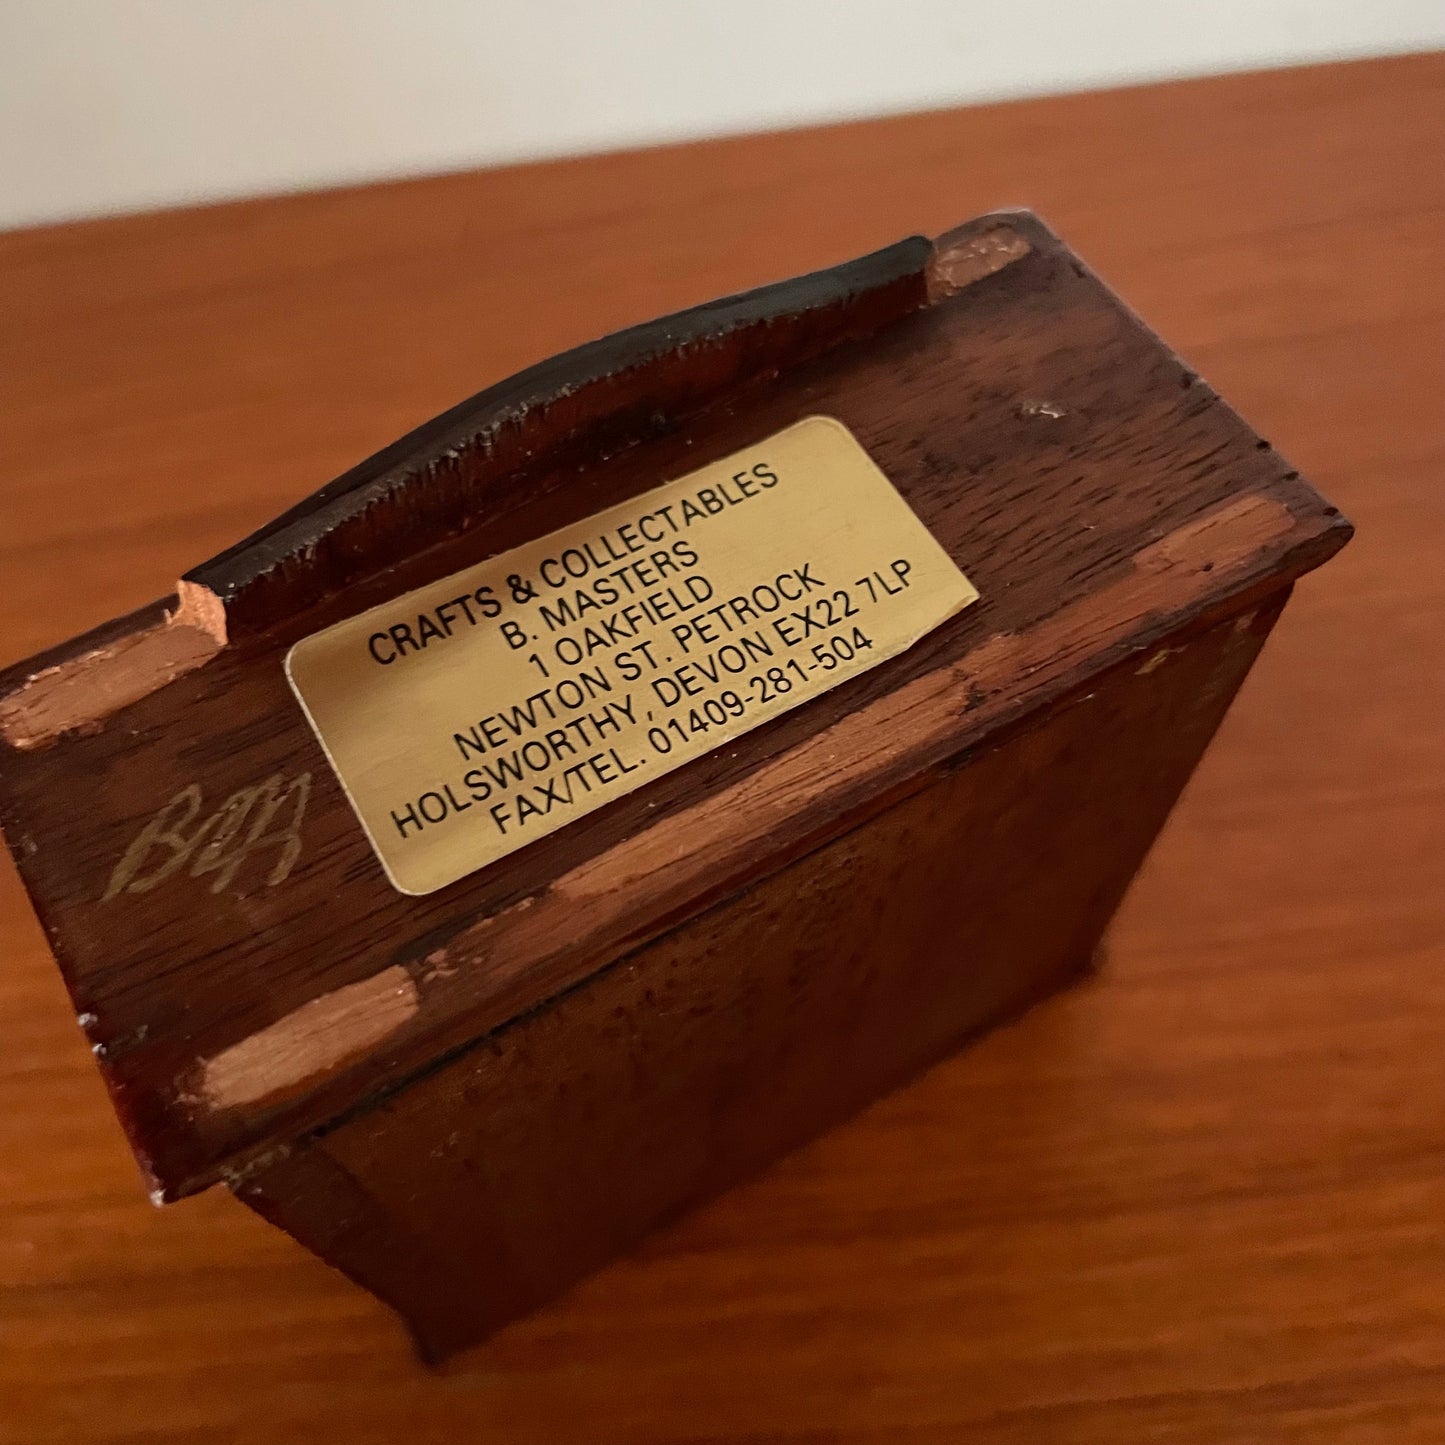 CRAFTS & COLLECTABLES
B. MASTERS
1 OAKFIELD
NEWTON ST. PETROCK
HOLSWORTHY, DEVON EX22 7LP
FAX/TEL. 01409-281-504